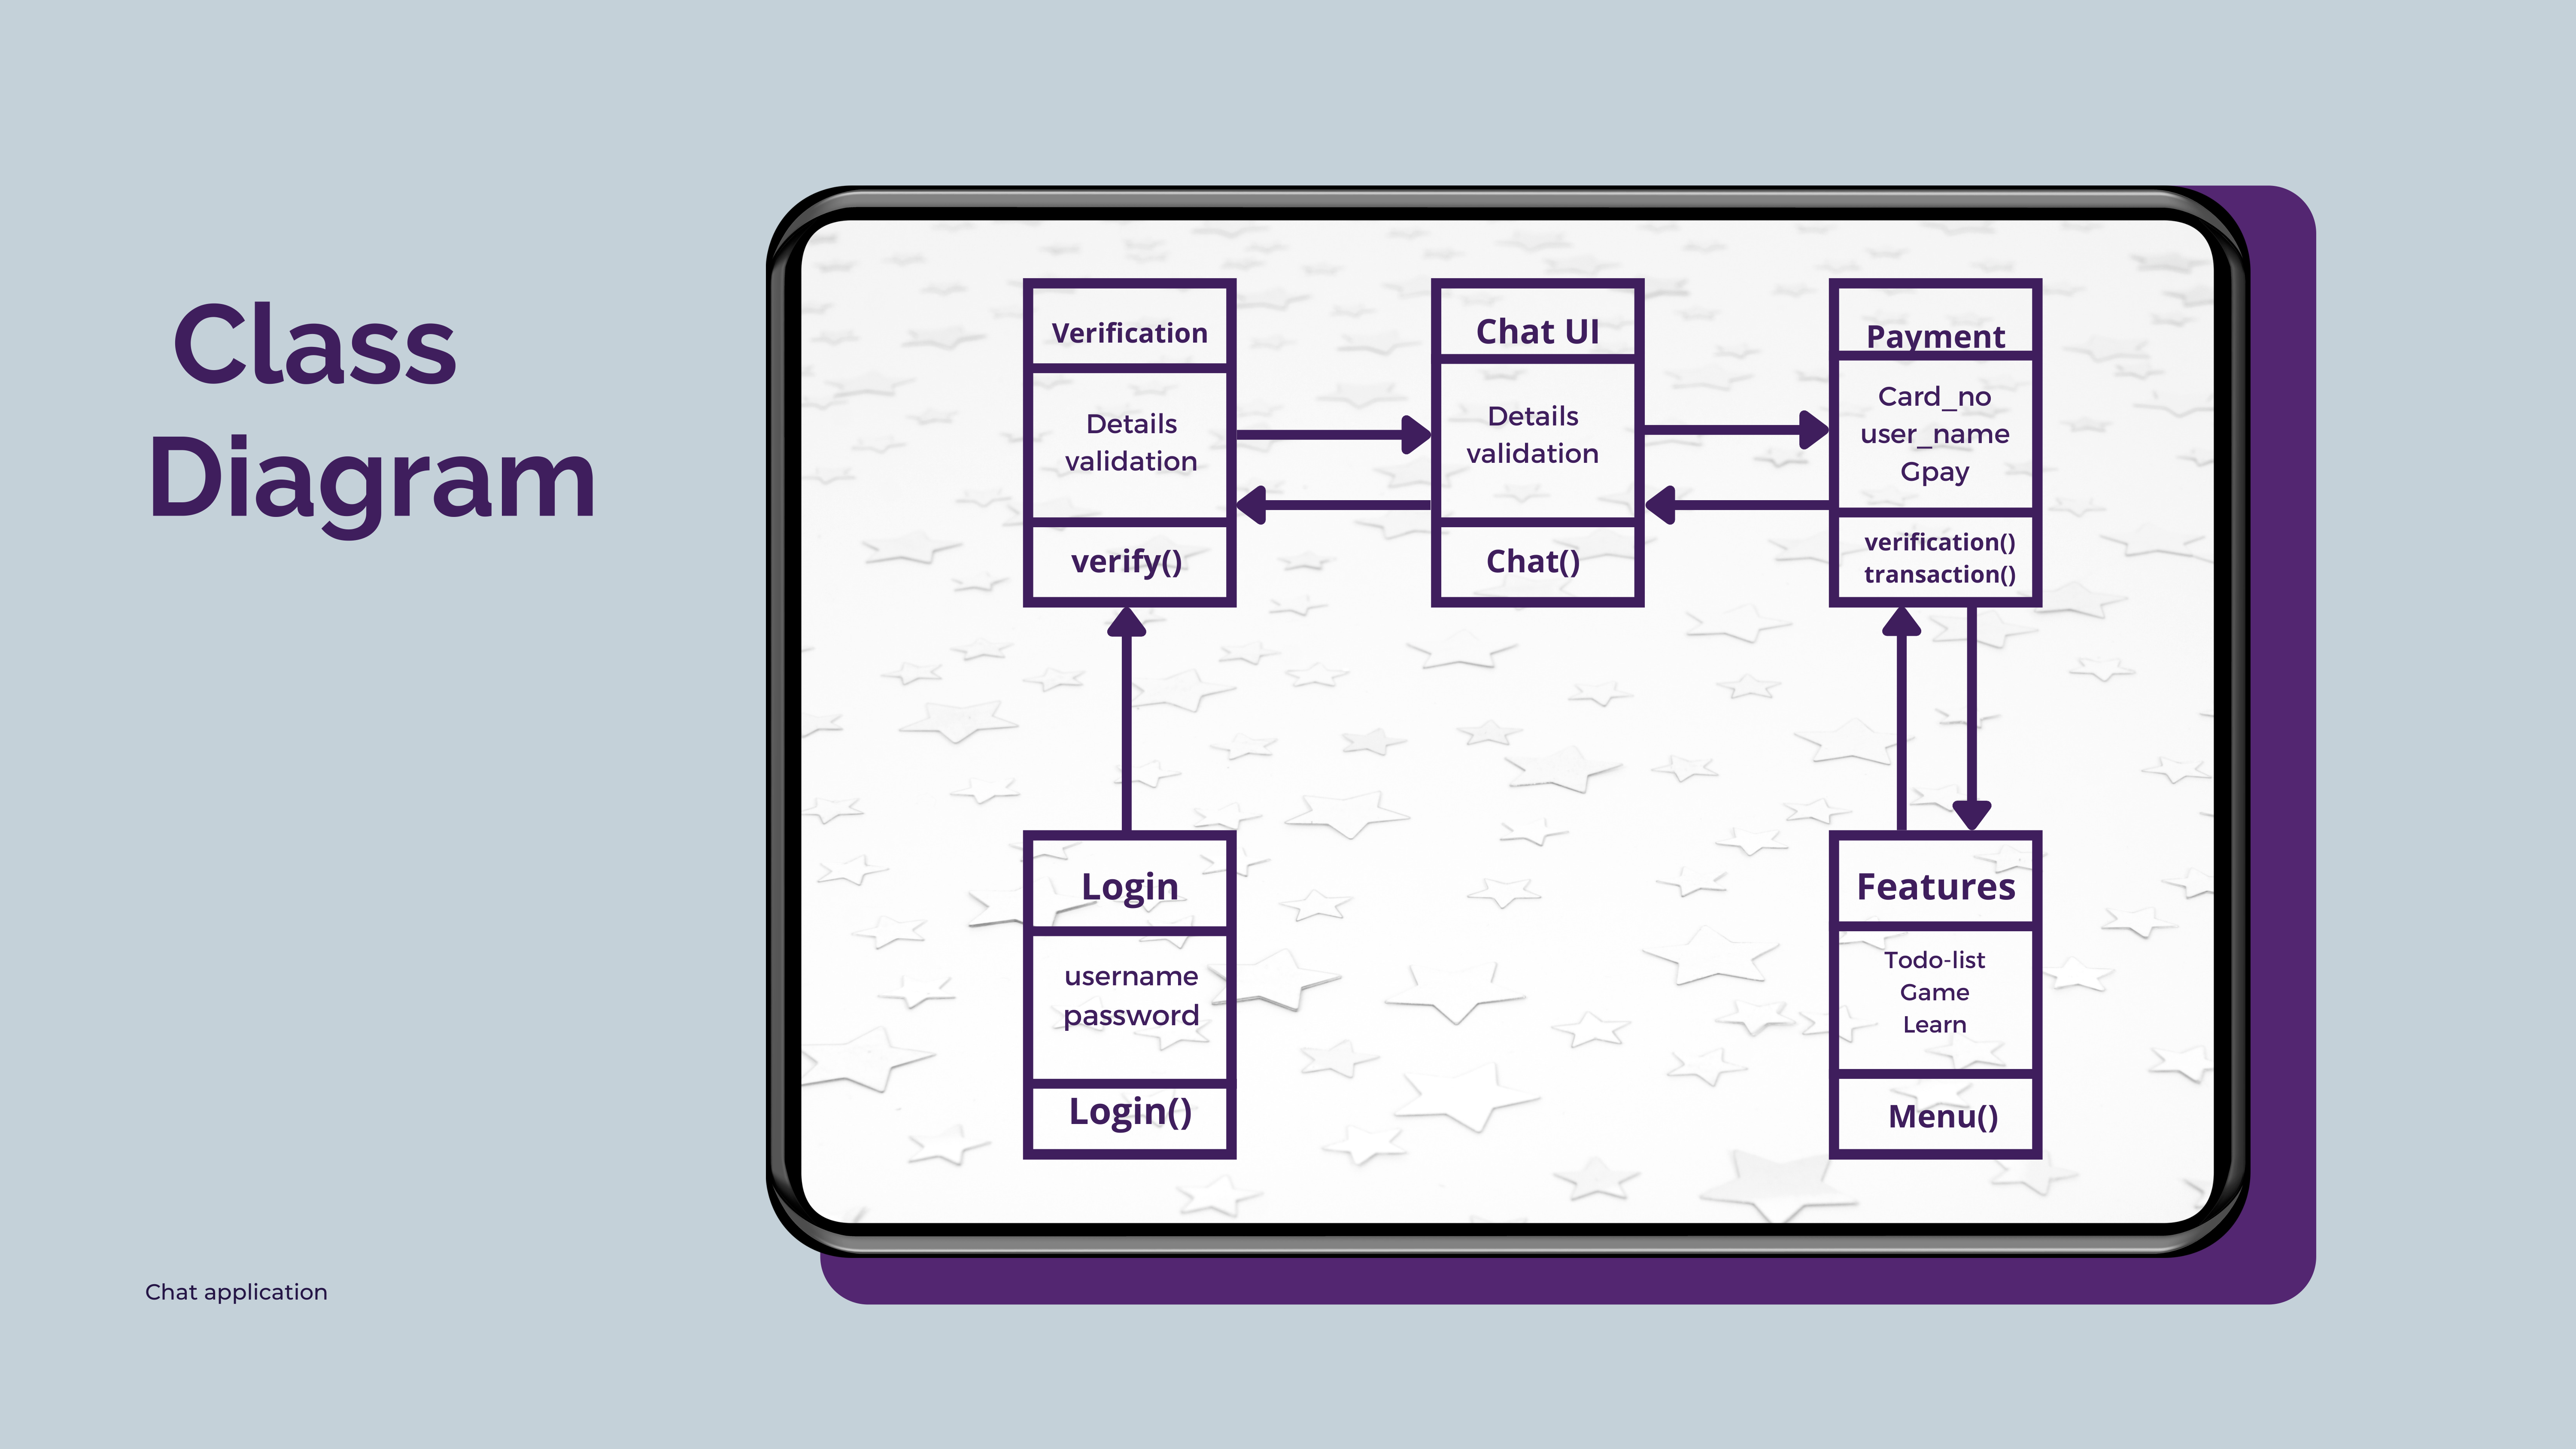 Class
Diagram
Verification
Details
validation
verify()
Chat UI
Details
validation
Chat()
Payment
Card_no
user_name
Gpay
verification()
transaction()
Login
username
password
Login()
Features
Todo-list
Game
Learn
Menu()
Chat application